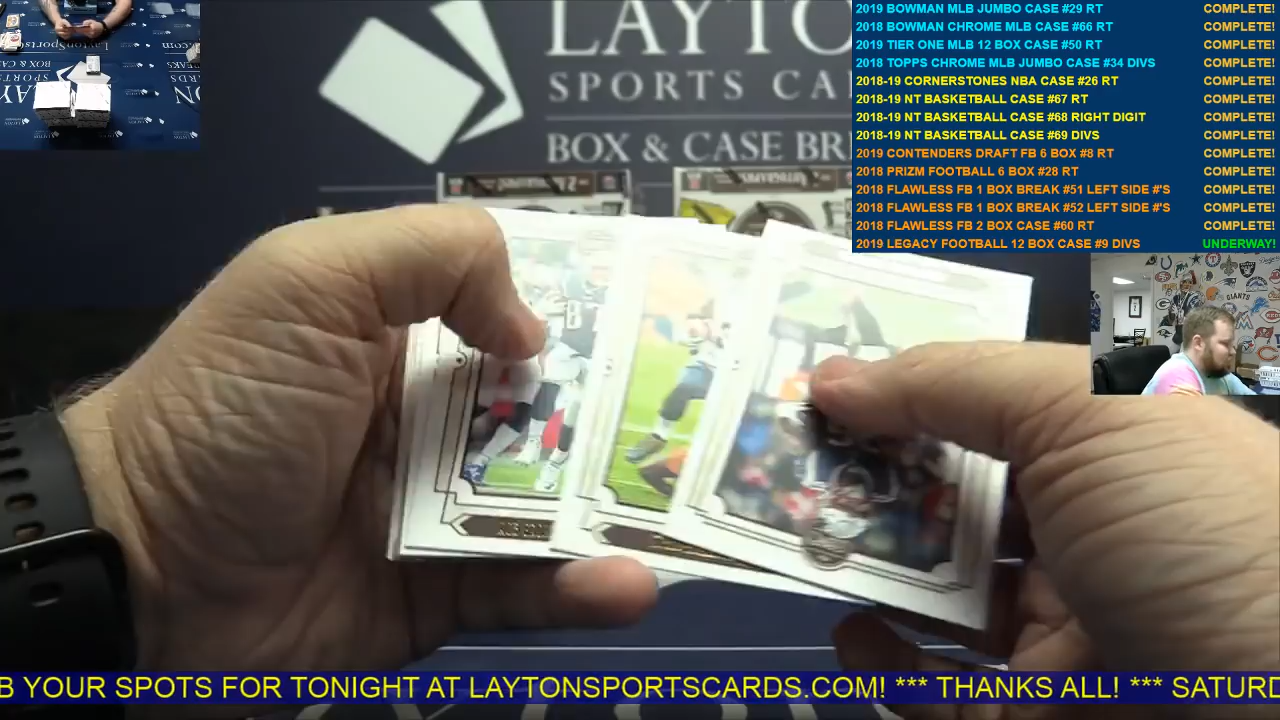 2019 BOWMAN MLB JUMBO CASE #29 RT COMPLETE!
2018 BOWMAN CHROME MLB CASE #66 RT COMPLETE!
2019 TIER ONE MLB 12 BOX CASE #50 RT COMPLETE!
2018 TOPPS CHROME MLB JUMBO CASE #34 DIVS COMPLETE!
2018-19 CORNERSTONES NBA CASE #26 RT COMPLETE!
2018-19 NT BASKETBALL CASE #67 RT COMPLETE!
2018-19 NT BASKETBALL CASE #68 RIGHT DIGIT COMPLETE!
2018-19 NT BASKETBALL CASE #69 DIVS COMPLETE!
2019 CONTENDERS DRAFT FB 6 BOX #8 RT COMPLETE!
2018 PRIZM FOOTBALL 6 BOX #28 RT COMPLETE!
2018 FLAWLESS FB 1 BOX BREAK #51 LEFT SIDE #'S COMPLETE!
2018 FLAWLESS FB 1 BOX BREAK #52 LEFT SIDE #'S COMPLETE!
2018 FLAWLESS FB 2 BOX CASE #60 RT COMPLETE!
2019 LEGACY FOOTBALL 12 BOX CASE #9 DIVS UNDERWAY!
LAYTO
SPORTS CA
BOX & CASE BR
GIANTS
B YOUR SPOTS FOR TONIGHT AT LAYTONSPORTSCARDS.COM! *** THANKS ALL! *** SATURD